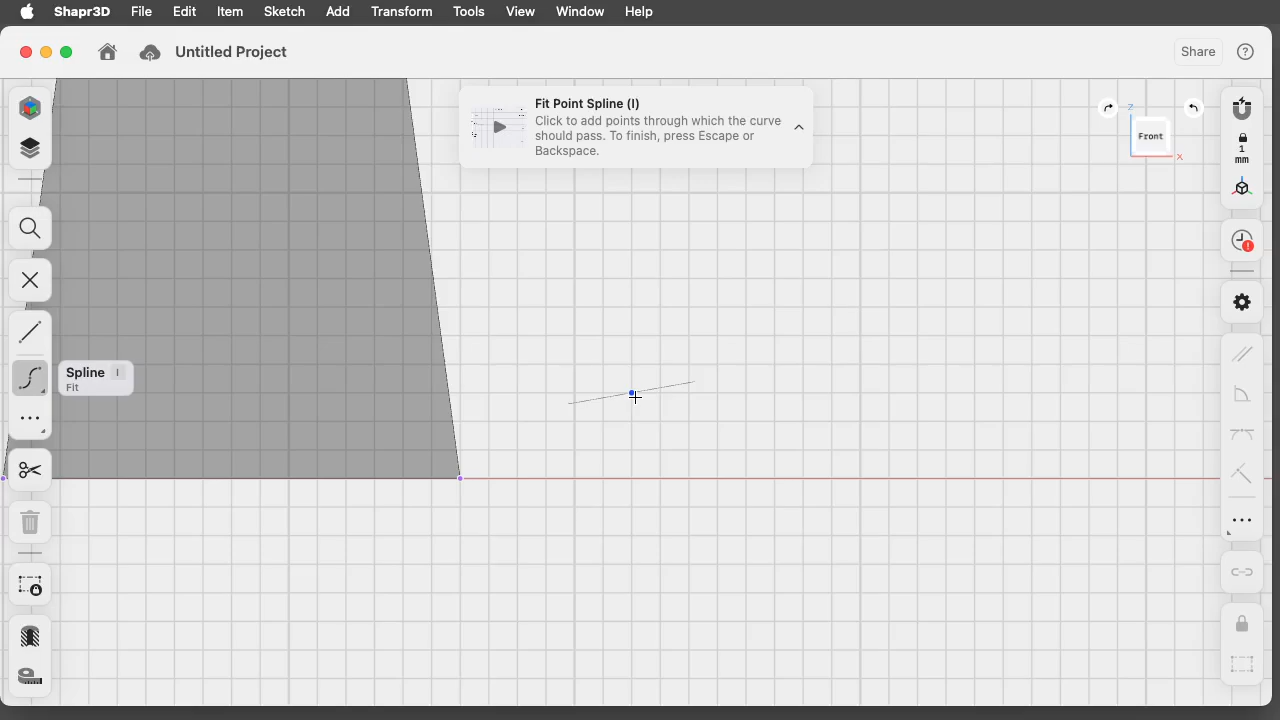 Shapr3D File Edit Item Sketch Add Transform Tools View Window Help
Untitled Project
Share
Fit Point Spline (I)
Click to add points through which the curve
should pass. To finish, press Escape or
Backspace.
Z
Front
X
1
mm
Spline I
Fit